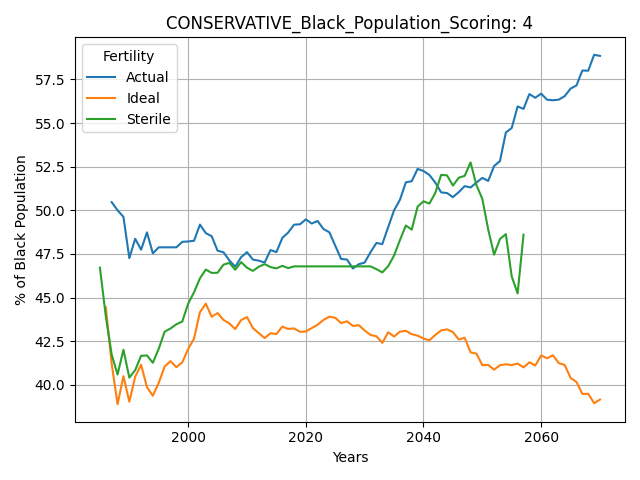 CONSERVATIVE_Black_Population_Scoring: 4
Fertility
Actual
Ideal
Sterile
% of Black Population
57.5
55.0
52.5
50.0
47.5
45.0
42.5
40.0
2000
2020
2040
2060
Years